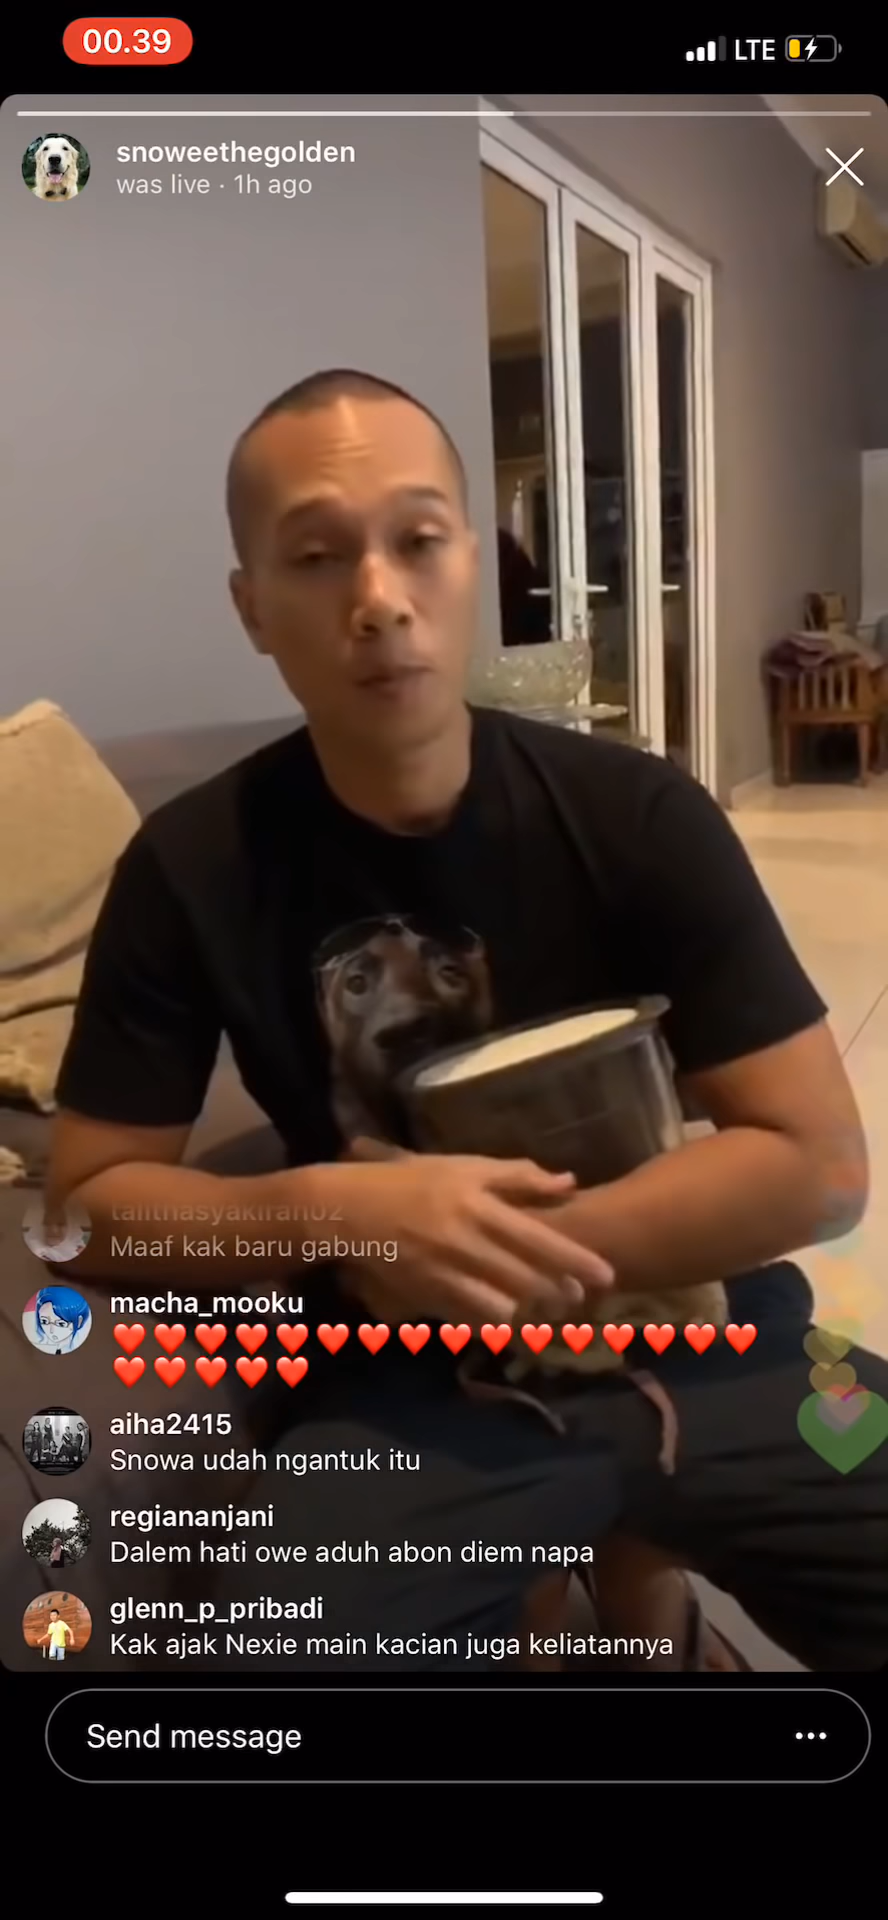 00.39
LTE
snoweethegolden
was live · 1h ago
Maaf kak baru gabung
macha_mooku
❤️❤️❤️❤️❤️❤️❤️❤️❤️❤️❤️❤️❤️❤️❤️❤️
❤️❤️❤️❤️❤️
aiha2415
Snowa udah ngantuk itu
regiananjani
Dalem hati owe aduh abon diem napa
glenn_p_pribadi
Kak ajak Nexie main kacian juga keliatannya
Send message